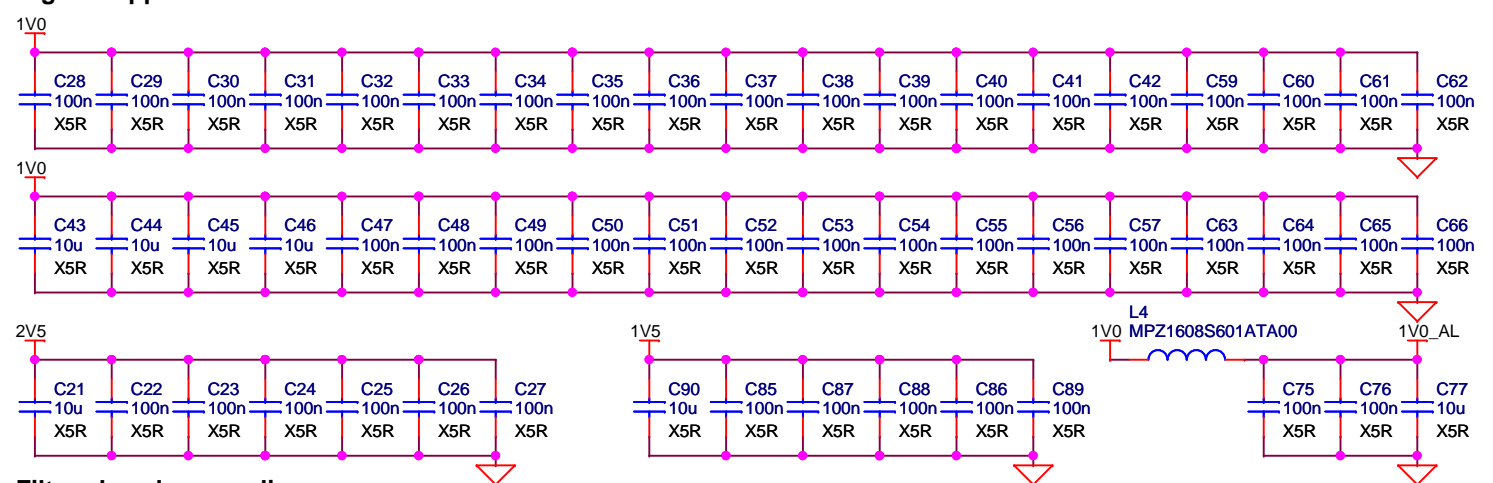 1V0
C28 C29 C30 C31 C32 C33 C34 C35 C36 C37 C38 C39 C40 C41 C42 C59 C60 C61 C62
100n 100n 100n 100n 100n 100n 100n 100n 100n 100n 100n 100n 100n 100n 100n 100n 100n 100n 100n
X5R X5R X5R X5R X5R X5R X5R X5R X5R X5R X5R X5R X5R X5R X5R X5R X5R X5R X5R
1V0
C43 C44 C45 C46 C47 C48 C49 C50 C51 C52 C53 C54 C55 C56 C57 C63 C64 C65 C66
10u 10u 10u 10u 100n 100n 100n 100n 100n 100n 100n 100n 100n 100n 100n 100n 100n 100n 100n
X5R X5R X5R X5R X5R X5R X5R X5R X5R X5R X5R X5R X5R X5R X5R X5R X5R X5R X5R
L4
2V5 1V5 1V0 MPZ1608S601ATA00 1V0_AL
C21 C22 C23 C24 C25 C26 C27 C90 C85 C87 C88 C86 C89 C75 C76 C77
10u 100n 100n 100n 100n 100n 100n 10u 100n 100n 100n 100n 100n 100n 100n 10u
X5R X5R X5R X5R X5R X5R X5R X5R X5R X5R X5R X5R X5R X5R X5R X5R